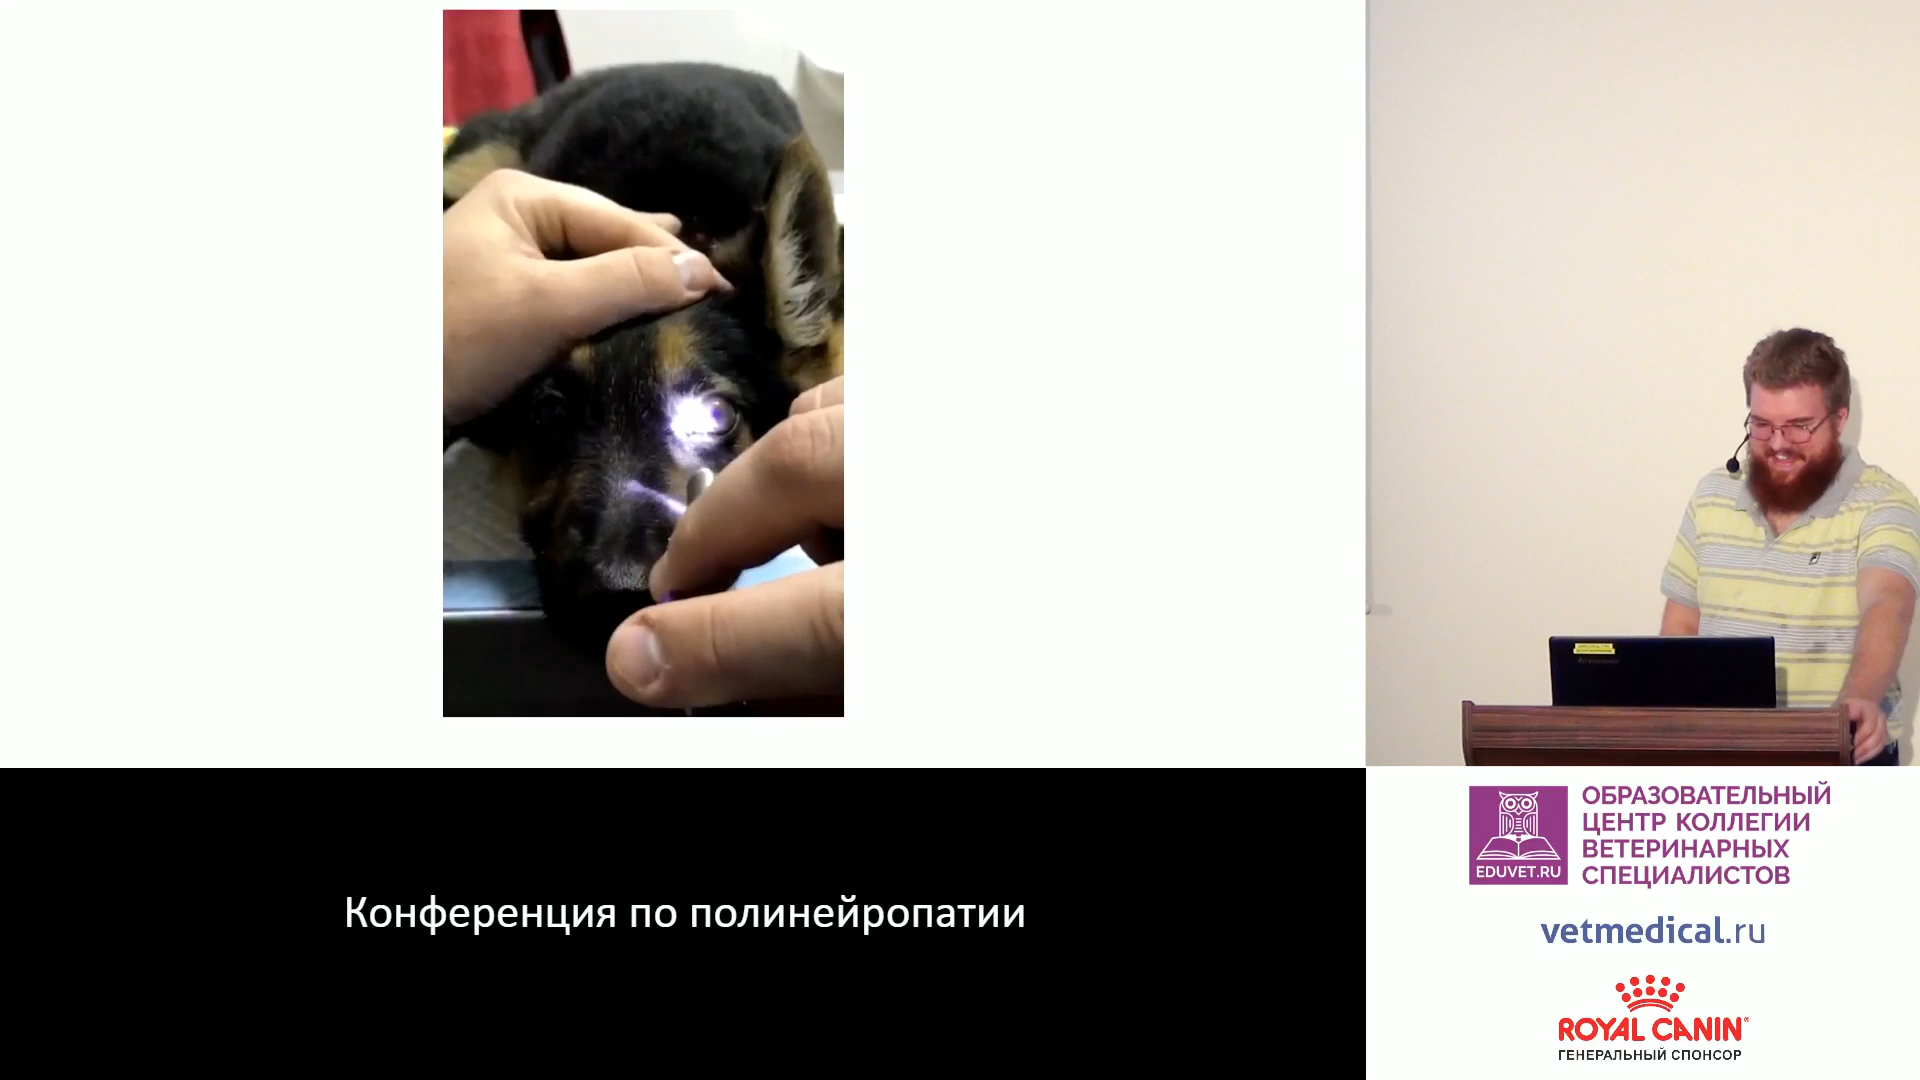 Конференция по полинейропатии
ОБРАЗОВАТЕЛЬНЫЙ
ЦЕНТР КОЛЛЕГИИ
ВЕТЕРИНАРНЫХ
СПЕЦИАЛИСТОВ
EDUVET.RU
vetmedical.ru
ROYAL CANIN
ГЕНЕРАЛЬНЫЙ СПОНСОР